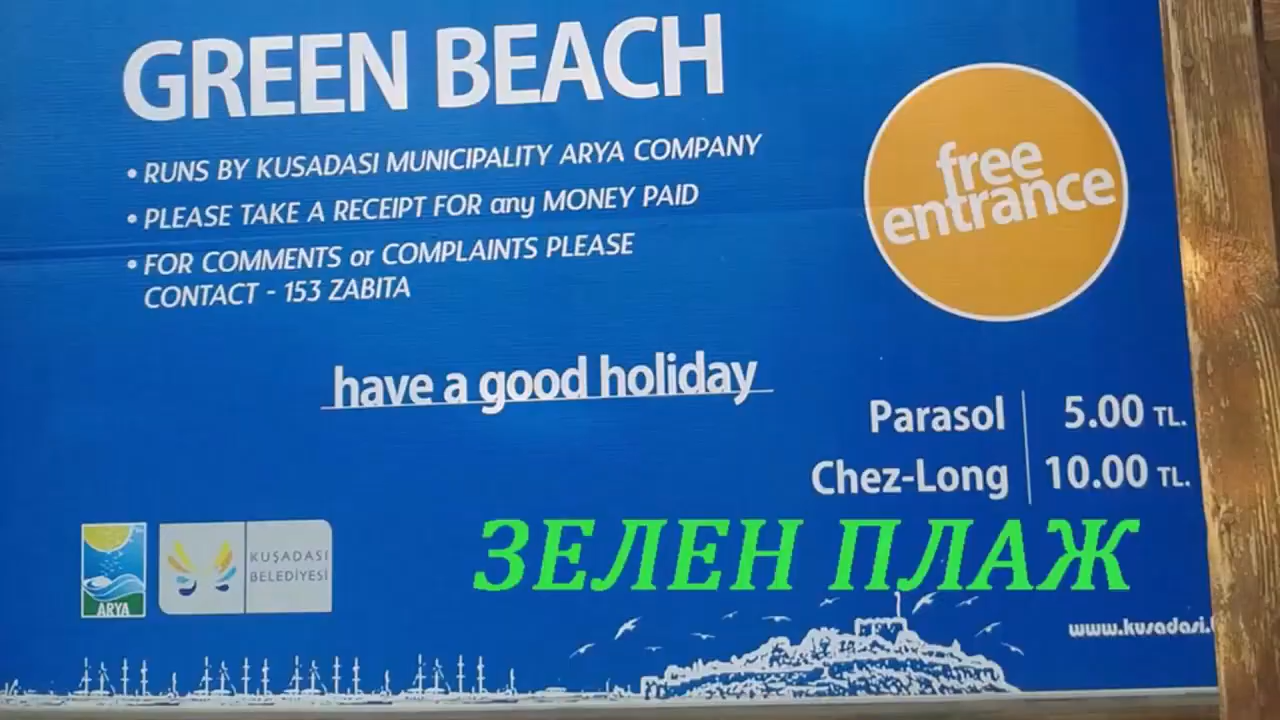 GREEN BEACH
• RUNS BY KUSADASI MUNICIPALITY ARYA COMPANY
• PLEASE TAKE A RECEIPT FOR any MONEY PAID
• FOR COMMENTS or COMPLAINTS PLEASE
CONTACT - 153 ZABITA
free
entrance
have a good holiday
Parasol 5.00 TL.
Chez-Long 10.00 TL.
ЗЕЛЕН ПЛАЖ
ARYA
KUŞADASI
BELEDİYESİ
www.kusadasi.